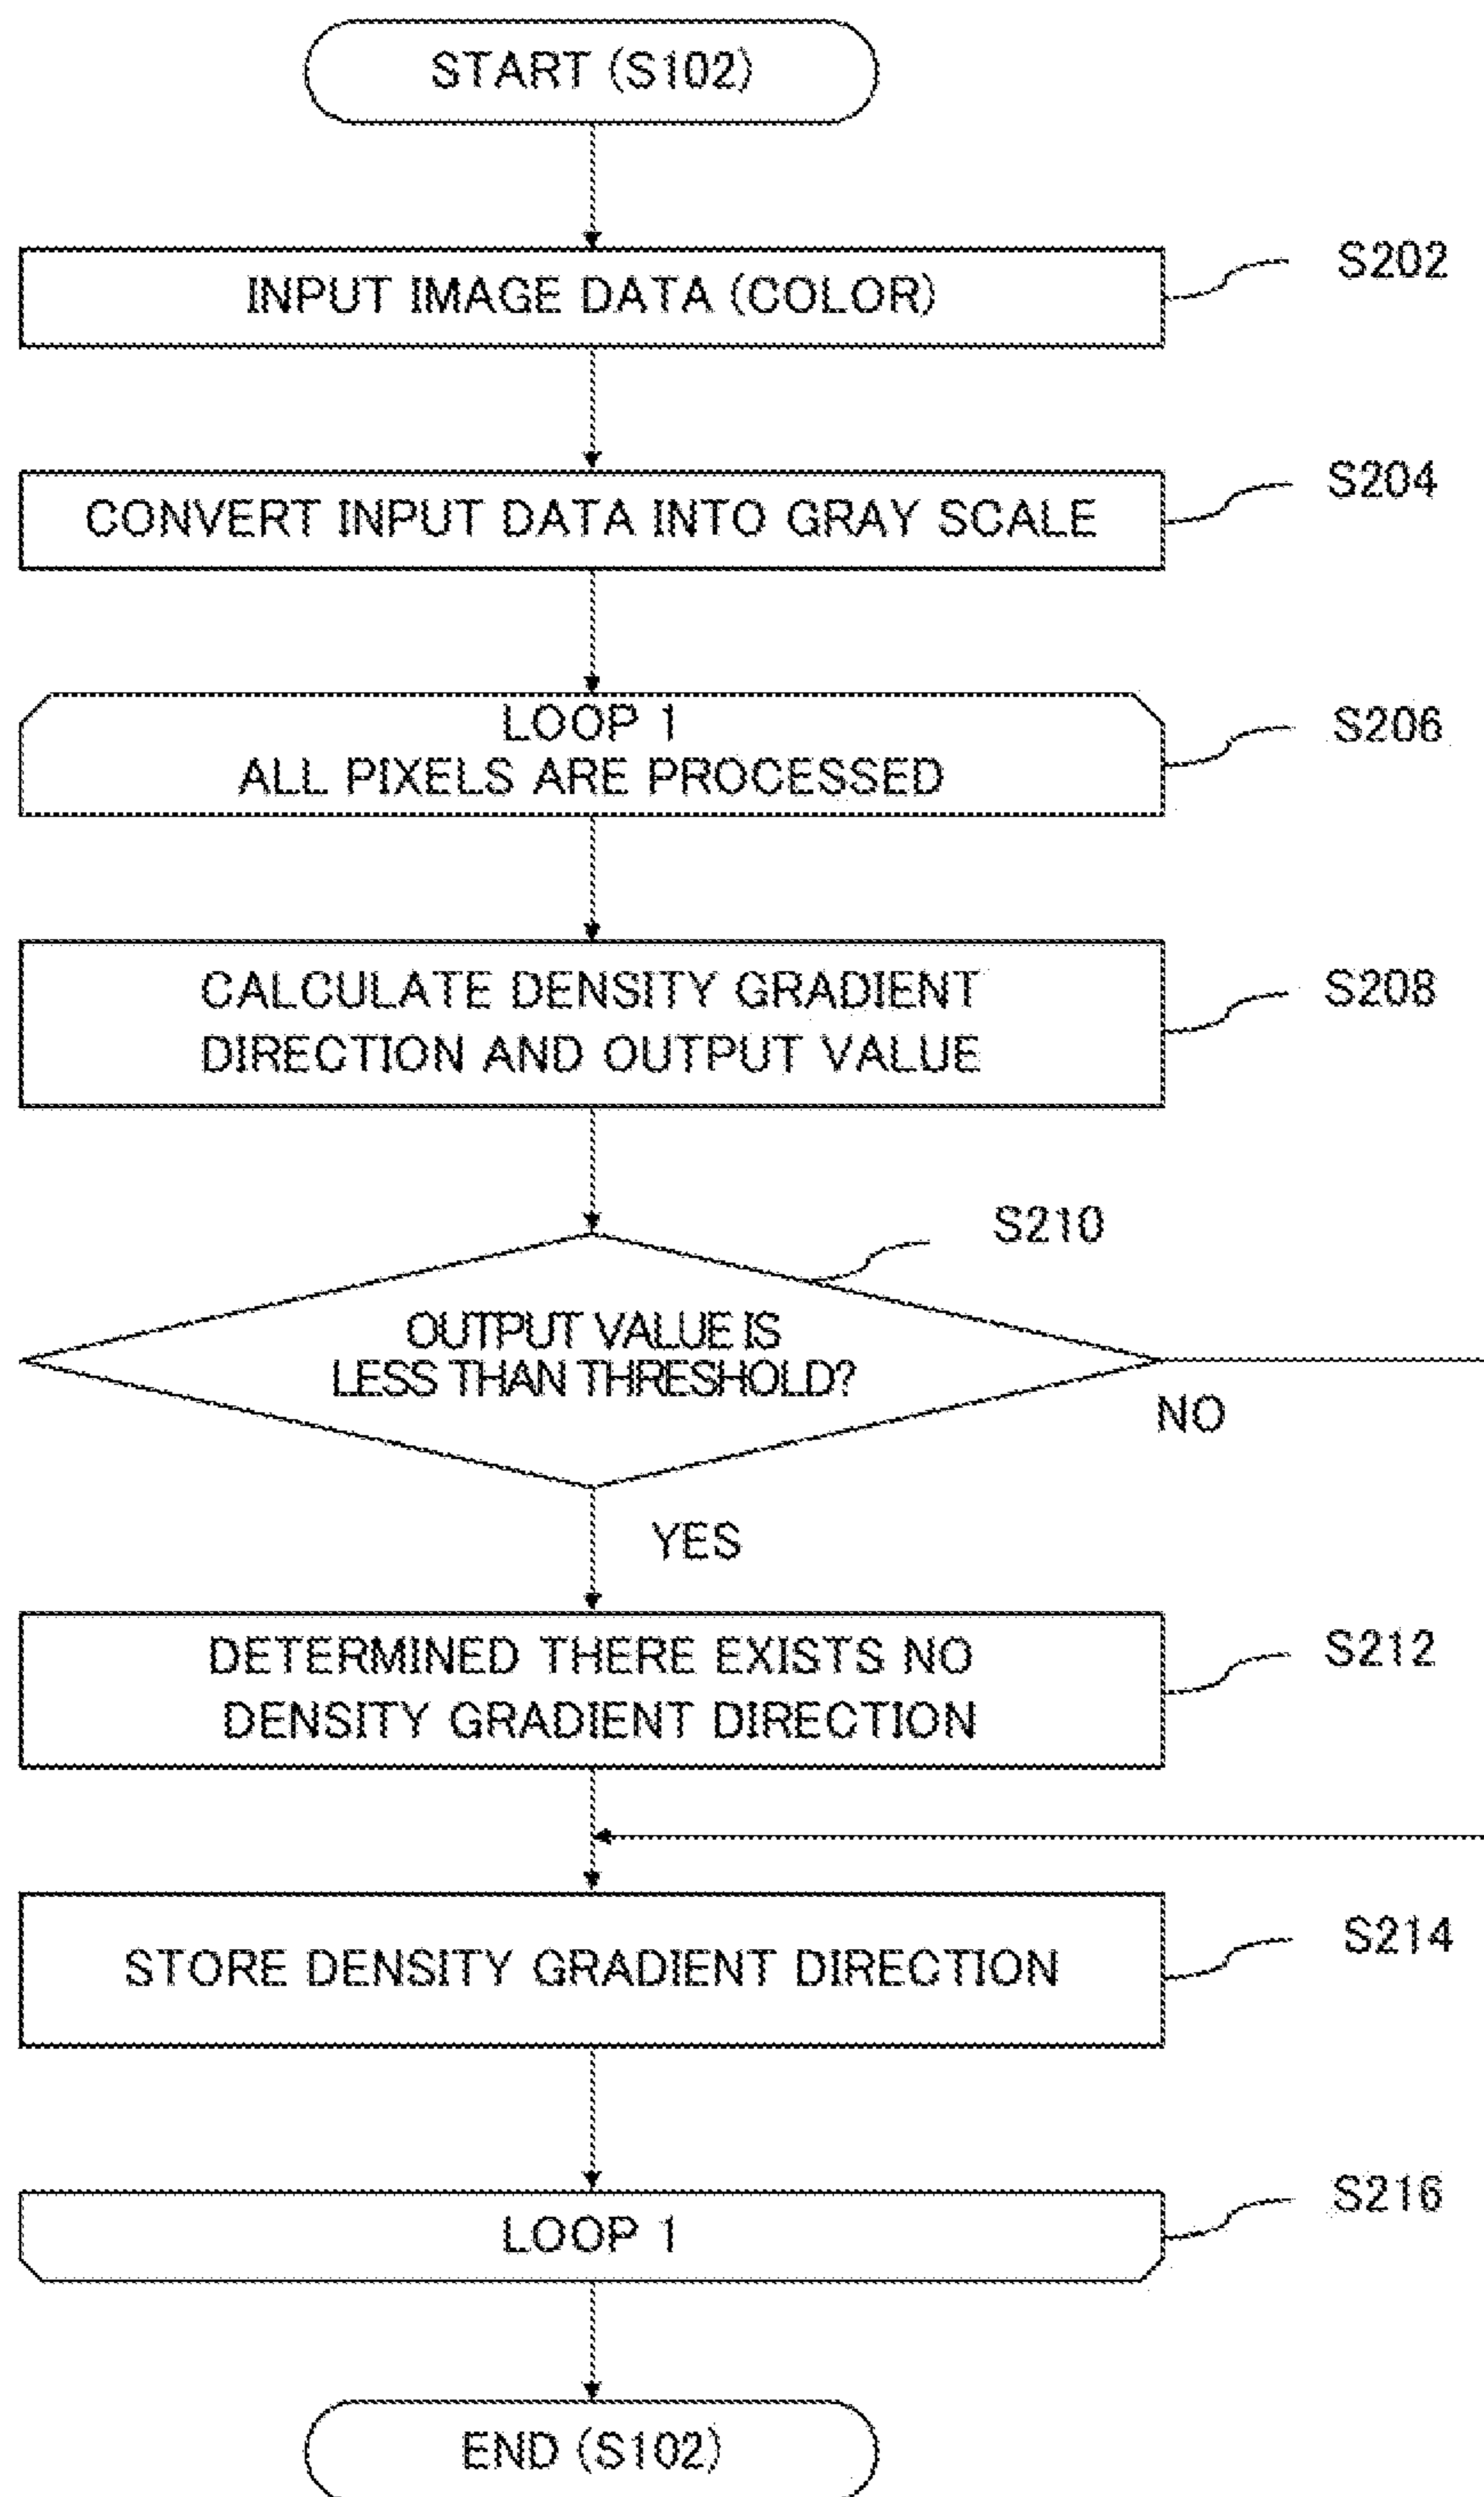 START (S102)
INPUT IMAGE DATA (COLOR)
S202
CONVERT INPUT DATA INTO GRAY SCALE
S204
LOOP 1
ALL PIXELS ARE PROCESSED
S206
CALCULATE DENSITY GRADIENT
DIRECTION AND OUTPUT VALUE
S208
S210
OUTPUT VALUE IS
LESS THAN THRESHOLD?
NO
YES
DETERMINED THERE EXISTS NO
DENSITY GRADIENT DIRECTION
S212
STORE DENSITY GRADIENT DIRECTION
S214
LOOP 1
S216
END (S102)